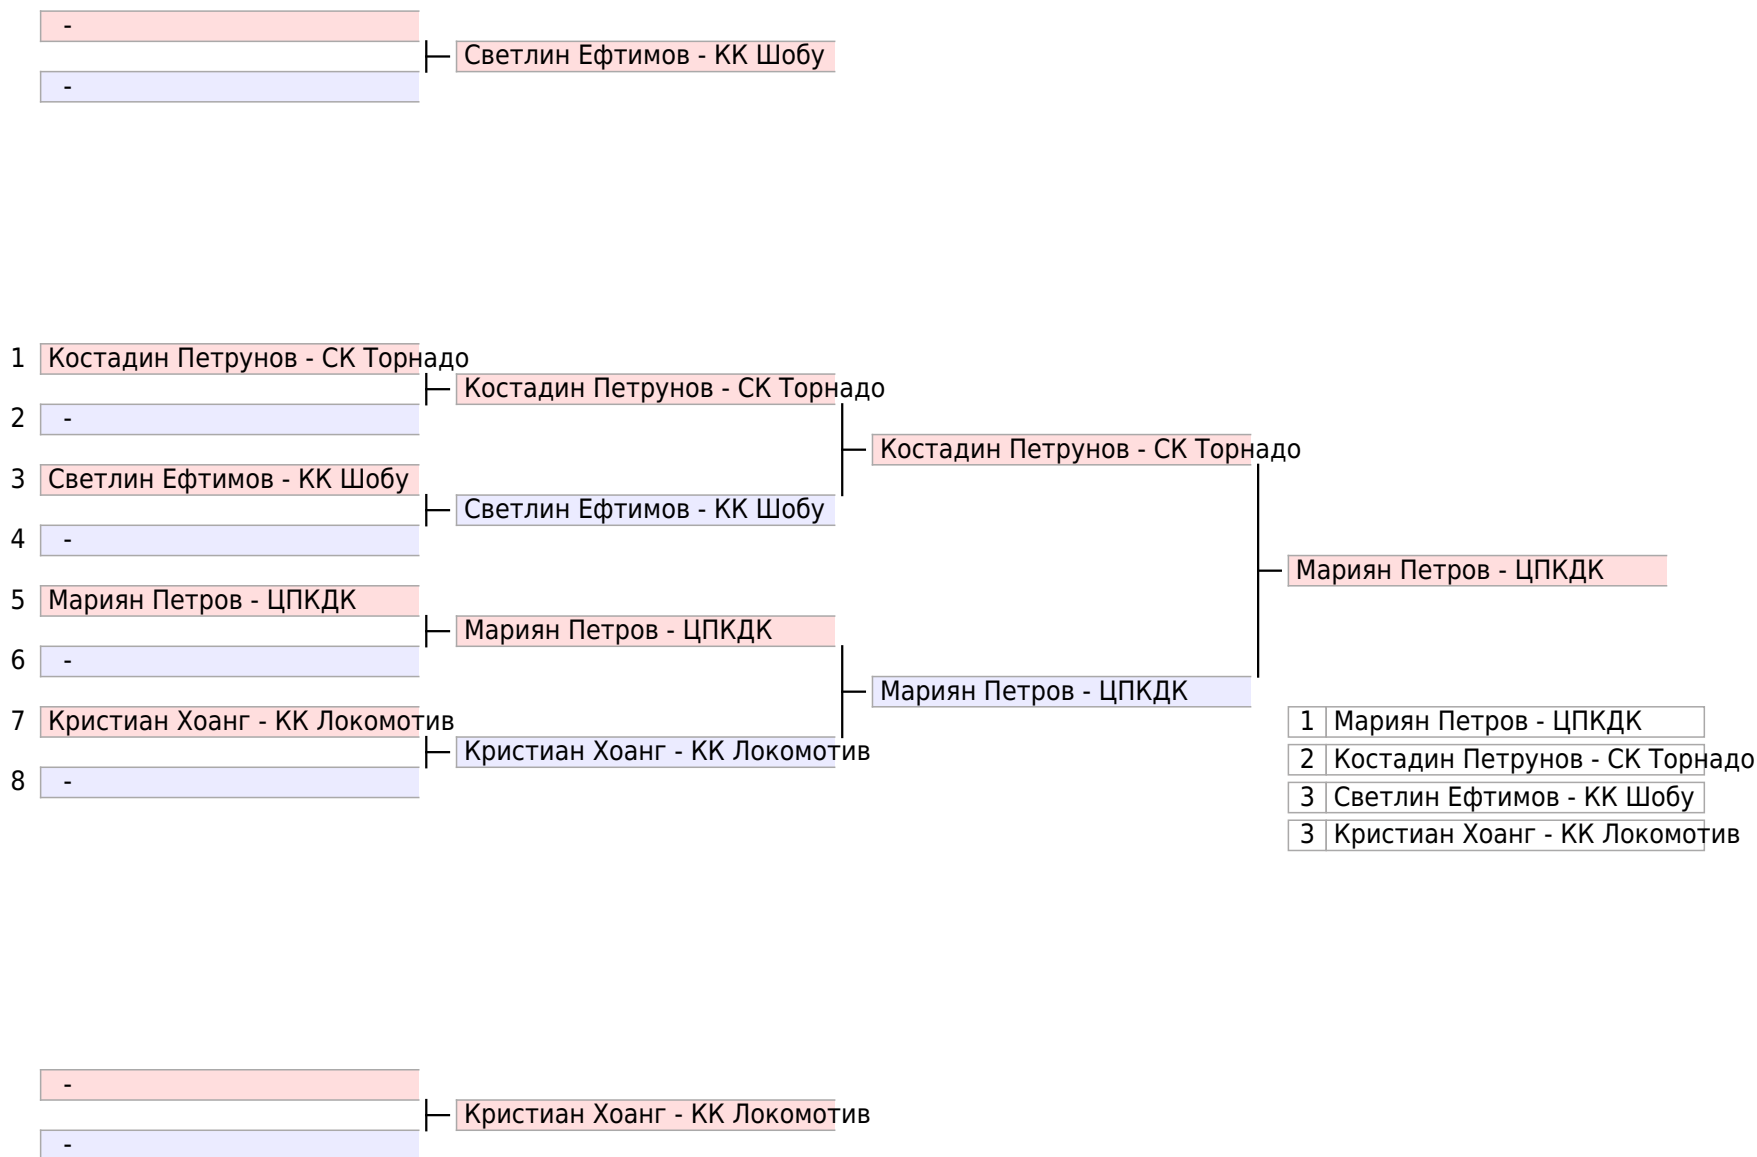 -
Светлин Ефтимов - КК Шобу
-
1 Костадин Петрунов - СК Торнадо
Костадин Петрунов - СК Торнадо
2 -
Костадин Петрунов - СК Торнадо
3 Светлин Ефтимов - КК Шобу
Светлин Ефтимов - КК Шобу
4 -
Мариян Петров - ЦПКДК
5 Мариян Петров - ЦПКДК
Мариян Петров - ЦПКДК
6 -
Мариян Петров - ЦПКДК
7 Кристиан Хоанг - КК Локомотив
Кристиан Хоанг - КК Локомотив
8 -
1 Мариян Петров - ЦПКДК
2 Костадин Петрунов - СК Торнадо
3 Светлин Ефтимов - КК Шобу
3 Кристиан Хоанг - КК Локомотив
-
Кристиан Хоанг - КК Локомотив
-